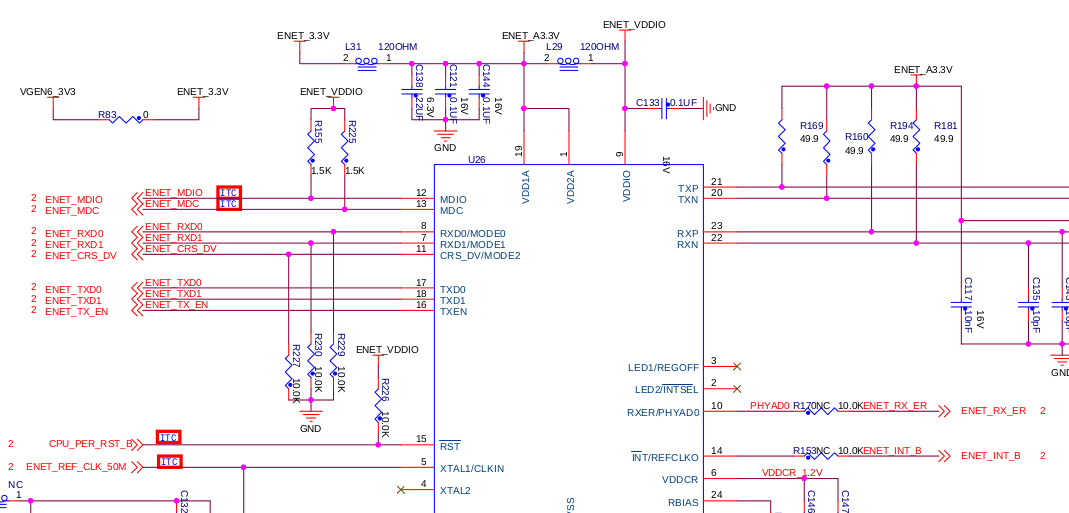 ENET_VDDIO
ENET_3.3V
ENET_A3.3V
L31
120OHM
L29
120OHM
2
1
2
1
ENET_A3.3V
C138
22UF
6.3V
C121
0.1UF
16V
C144
0.1UF
16V
VGEN6_3V3
ENET_3.3V
ENET_VDDIO
C133
0.1UF
GND
16V
R83
0
GND
R155
1.5K
R225
1.5K
R169
49.9
R160
49.9
R194
49.9
R181
49.9
U26
19
1
9
VDD1A
VDD2A
VDDIO
2
ENET_MDIO
ENET_MDIO
ITC
12
MDIO
2
ENET_MDC
ENET_MDC
ITC
13
MDC
TXP
21
TXN
20
2
ENET_RXD0
ENET_RXD0
8
RXD0/MODE0
2
ENET_RXD1
ENET_RXD1
7
RXD1/MODE1
2
ENET_CRS_DV
ENET_CRS_DV
11
CRS_DV/MODE2
RXP
23
RXN
22
2
ENET_TXD0
ENET_TXD0
17
TXD0
2
ENET_TXD1
ENET_TXD1
18
TXD1
2
ENET_TX_EN
ENET_TX_EN
16
TXEN
C117
10nF
16V
C135
10pF
GND
R227
10.0K
R230
10.0K
R229
10.0K
ENET_VDDIO
R226
10.0K
GND
LED1/REGOFF
3
LED2/INTSEL
2
RXER/PHYAD0
10
PHYAD0
R170
NC
10.0K
ENET_RX_ER
ENET_RX_ER
2
2
CPU_PER_RST_B
ITC
15
RST
2
ENET_REF_CLK_50M
ITC
5
XTAL1/CLKIN
4
XTAL2
INT/REFCLKO
14
R153
NC
10.0K
ENET_INT_B
ENET_INT_B
2
VDDCR
6
VDDCR_1.2V
RBIAS
24
NC
1
C132
C146
C147